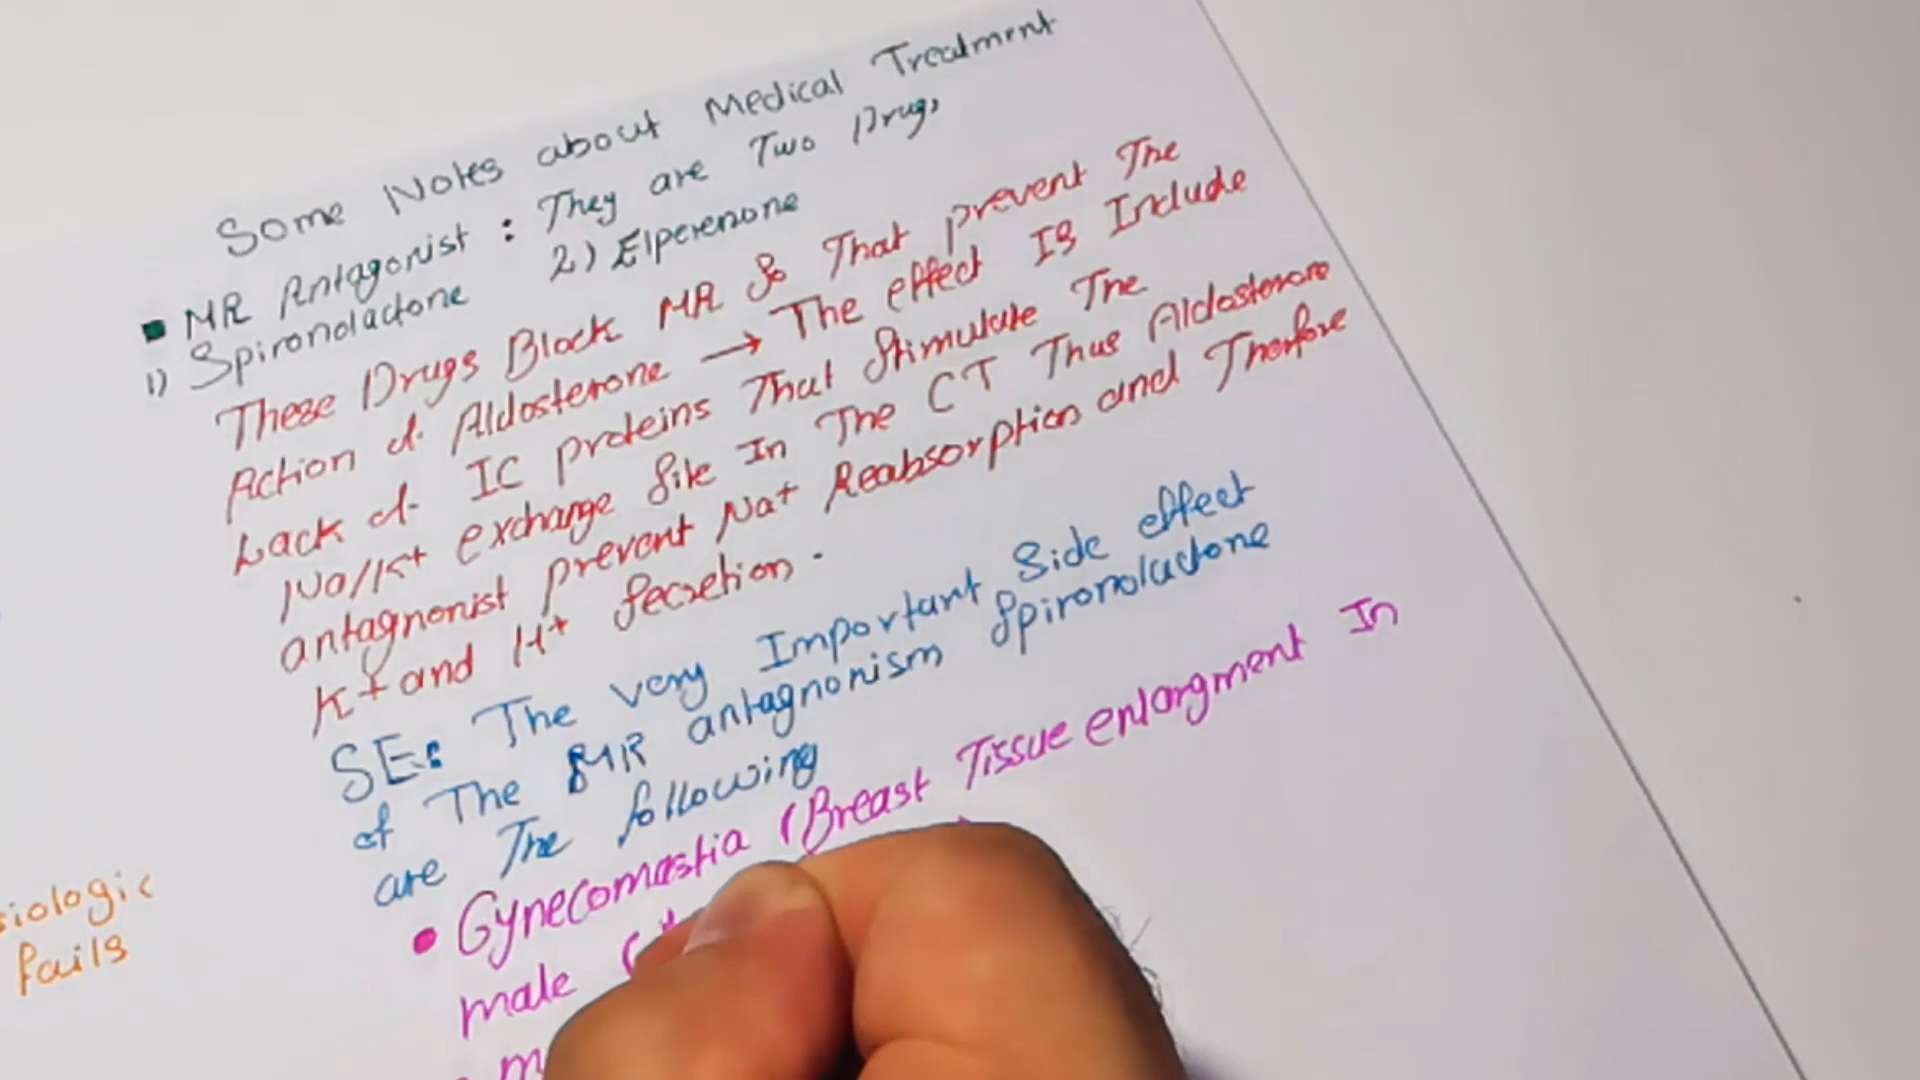 Some Notes about Medical Treatment
MR Antagonist : They are Two Drugs
1) Spironolactone 2) Elperenone
These Drugs Block MR So That prevent The
Action of Aldosterone → The effect IS Include
Lack of IC proteins That Stimulate The
Na/K+ exchange Site In The CT Thus Aldosterone
antagnonist prevent Na+ Reabsorption and Therfore
K+ and H+ Secretion.
SE: The very Important Side effect
of The MR antagnonism Spironolactone
are The following
• Gynecomastia (Breast Tissue enlargment In
male
siologic
fails